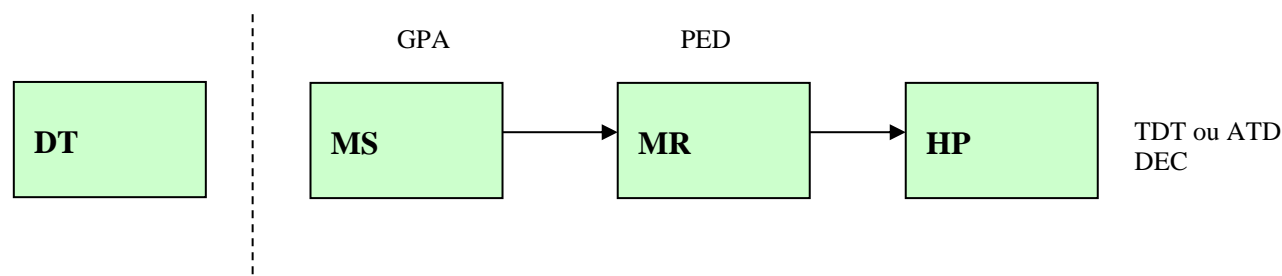 GPA
PED
DT
MS
MR
HP
TDT ou ATD
DEC